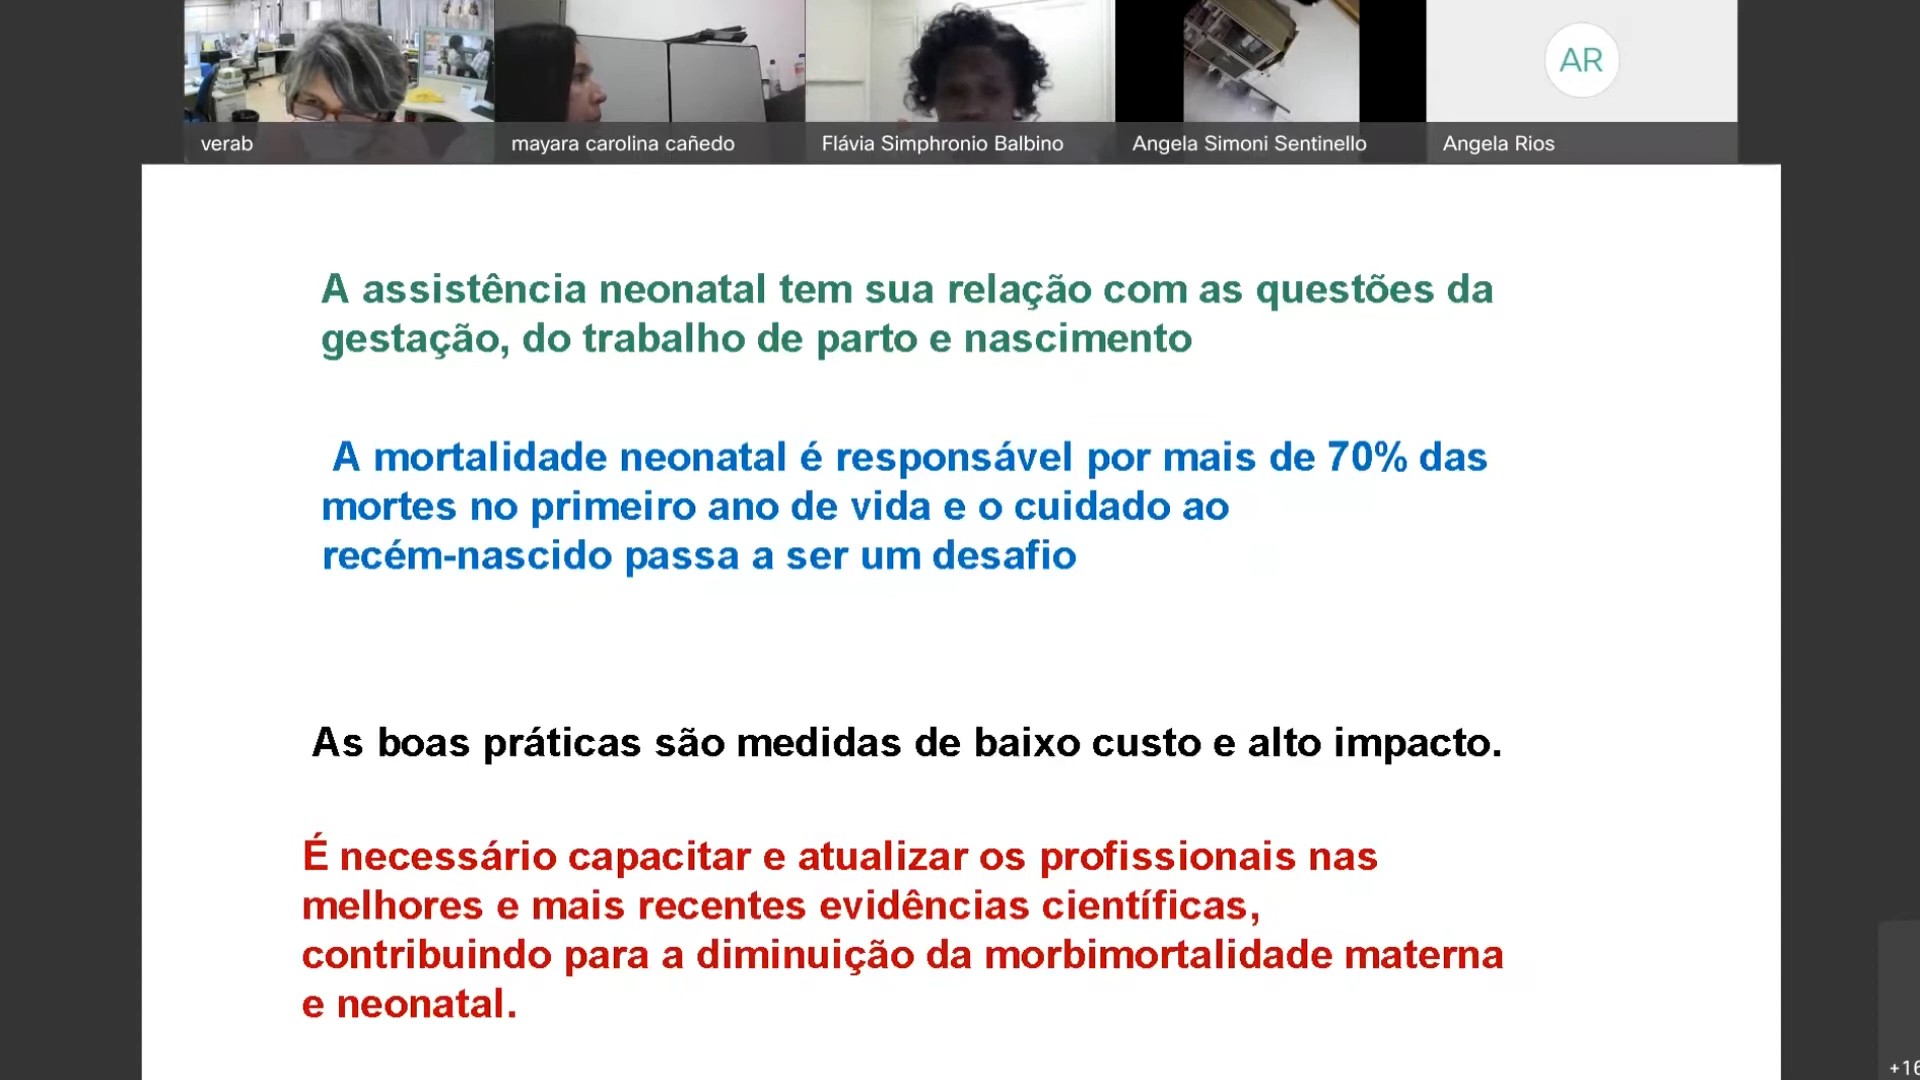 AR
verab
mayara carolina cañedo
Flávia Simphronio Balbino
Angela Simoni Sentinello
Angela Rios
A assistência neonatal tem sua relação com as questões da
gestação, do trabalho de parto e nascimento
A mortalidade neonatal é responsável por mais de 70% das
mortes no primeiro ano de vida e o cuidado ao
recém-nascido passa a ser um desafio
As boas práticas são medidas de baixo custo e alto impacto.
É necessário capacitar e atualizar os profissionais nas
melhores e mais recentes evidências científicas,
contribuindo para a diminuição da morbimortalidade materna
e neonatal.
+16